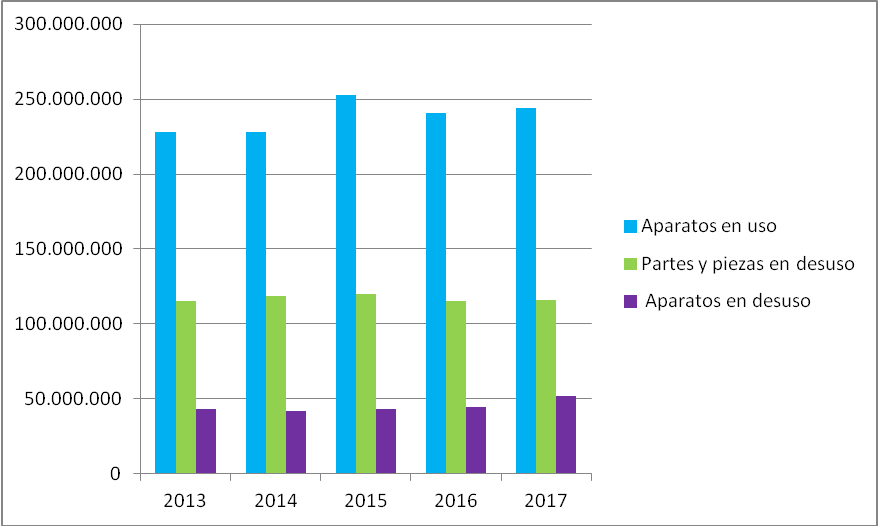 300.000.000
250.000.000
200.000.000
150.000.000
100.000.000
50.000.000
0
2013 2014 2015 2016 2017
Aparatos en uso
Partes y piezas en desuso
Aparatos en desuso